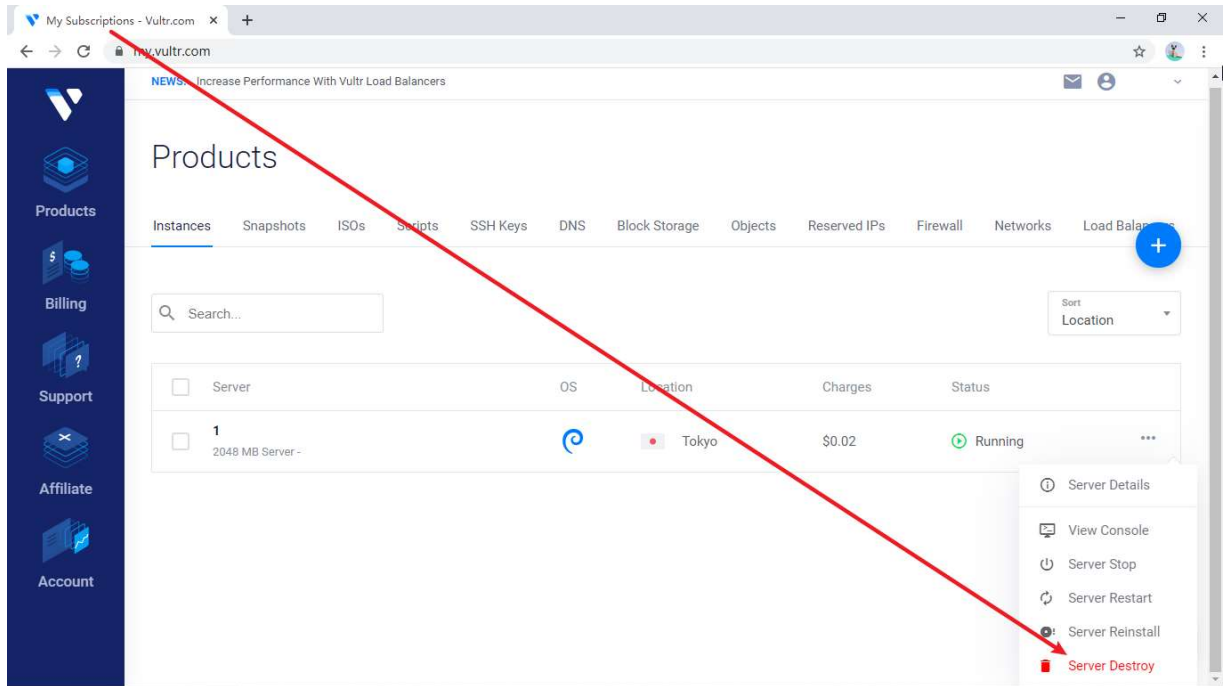 My Subscriptions - Vultr.com
my.vultr.com
NEWS: Increase Performance With Vultr Load Balancers
Products
Products
Instances Snapshots ISOs Scripts SSH Keys DNS Block Storage Objects Reserved IPs Firewall Networks Load Balancers
Billing
Search...
Sort
Location
Support
Server OS Location Charges Status
1
2048 MB Server -
Tokyo $0.02 Running
Affiliate
Server Details
View Console
Server Stop
Account
Server Restart
Server Reinstall
Server Destroy